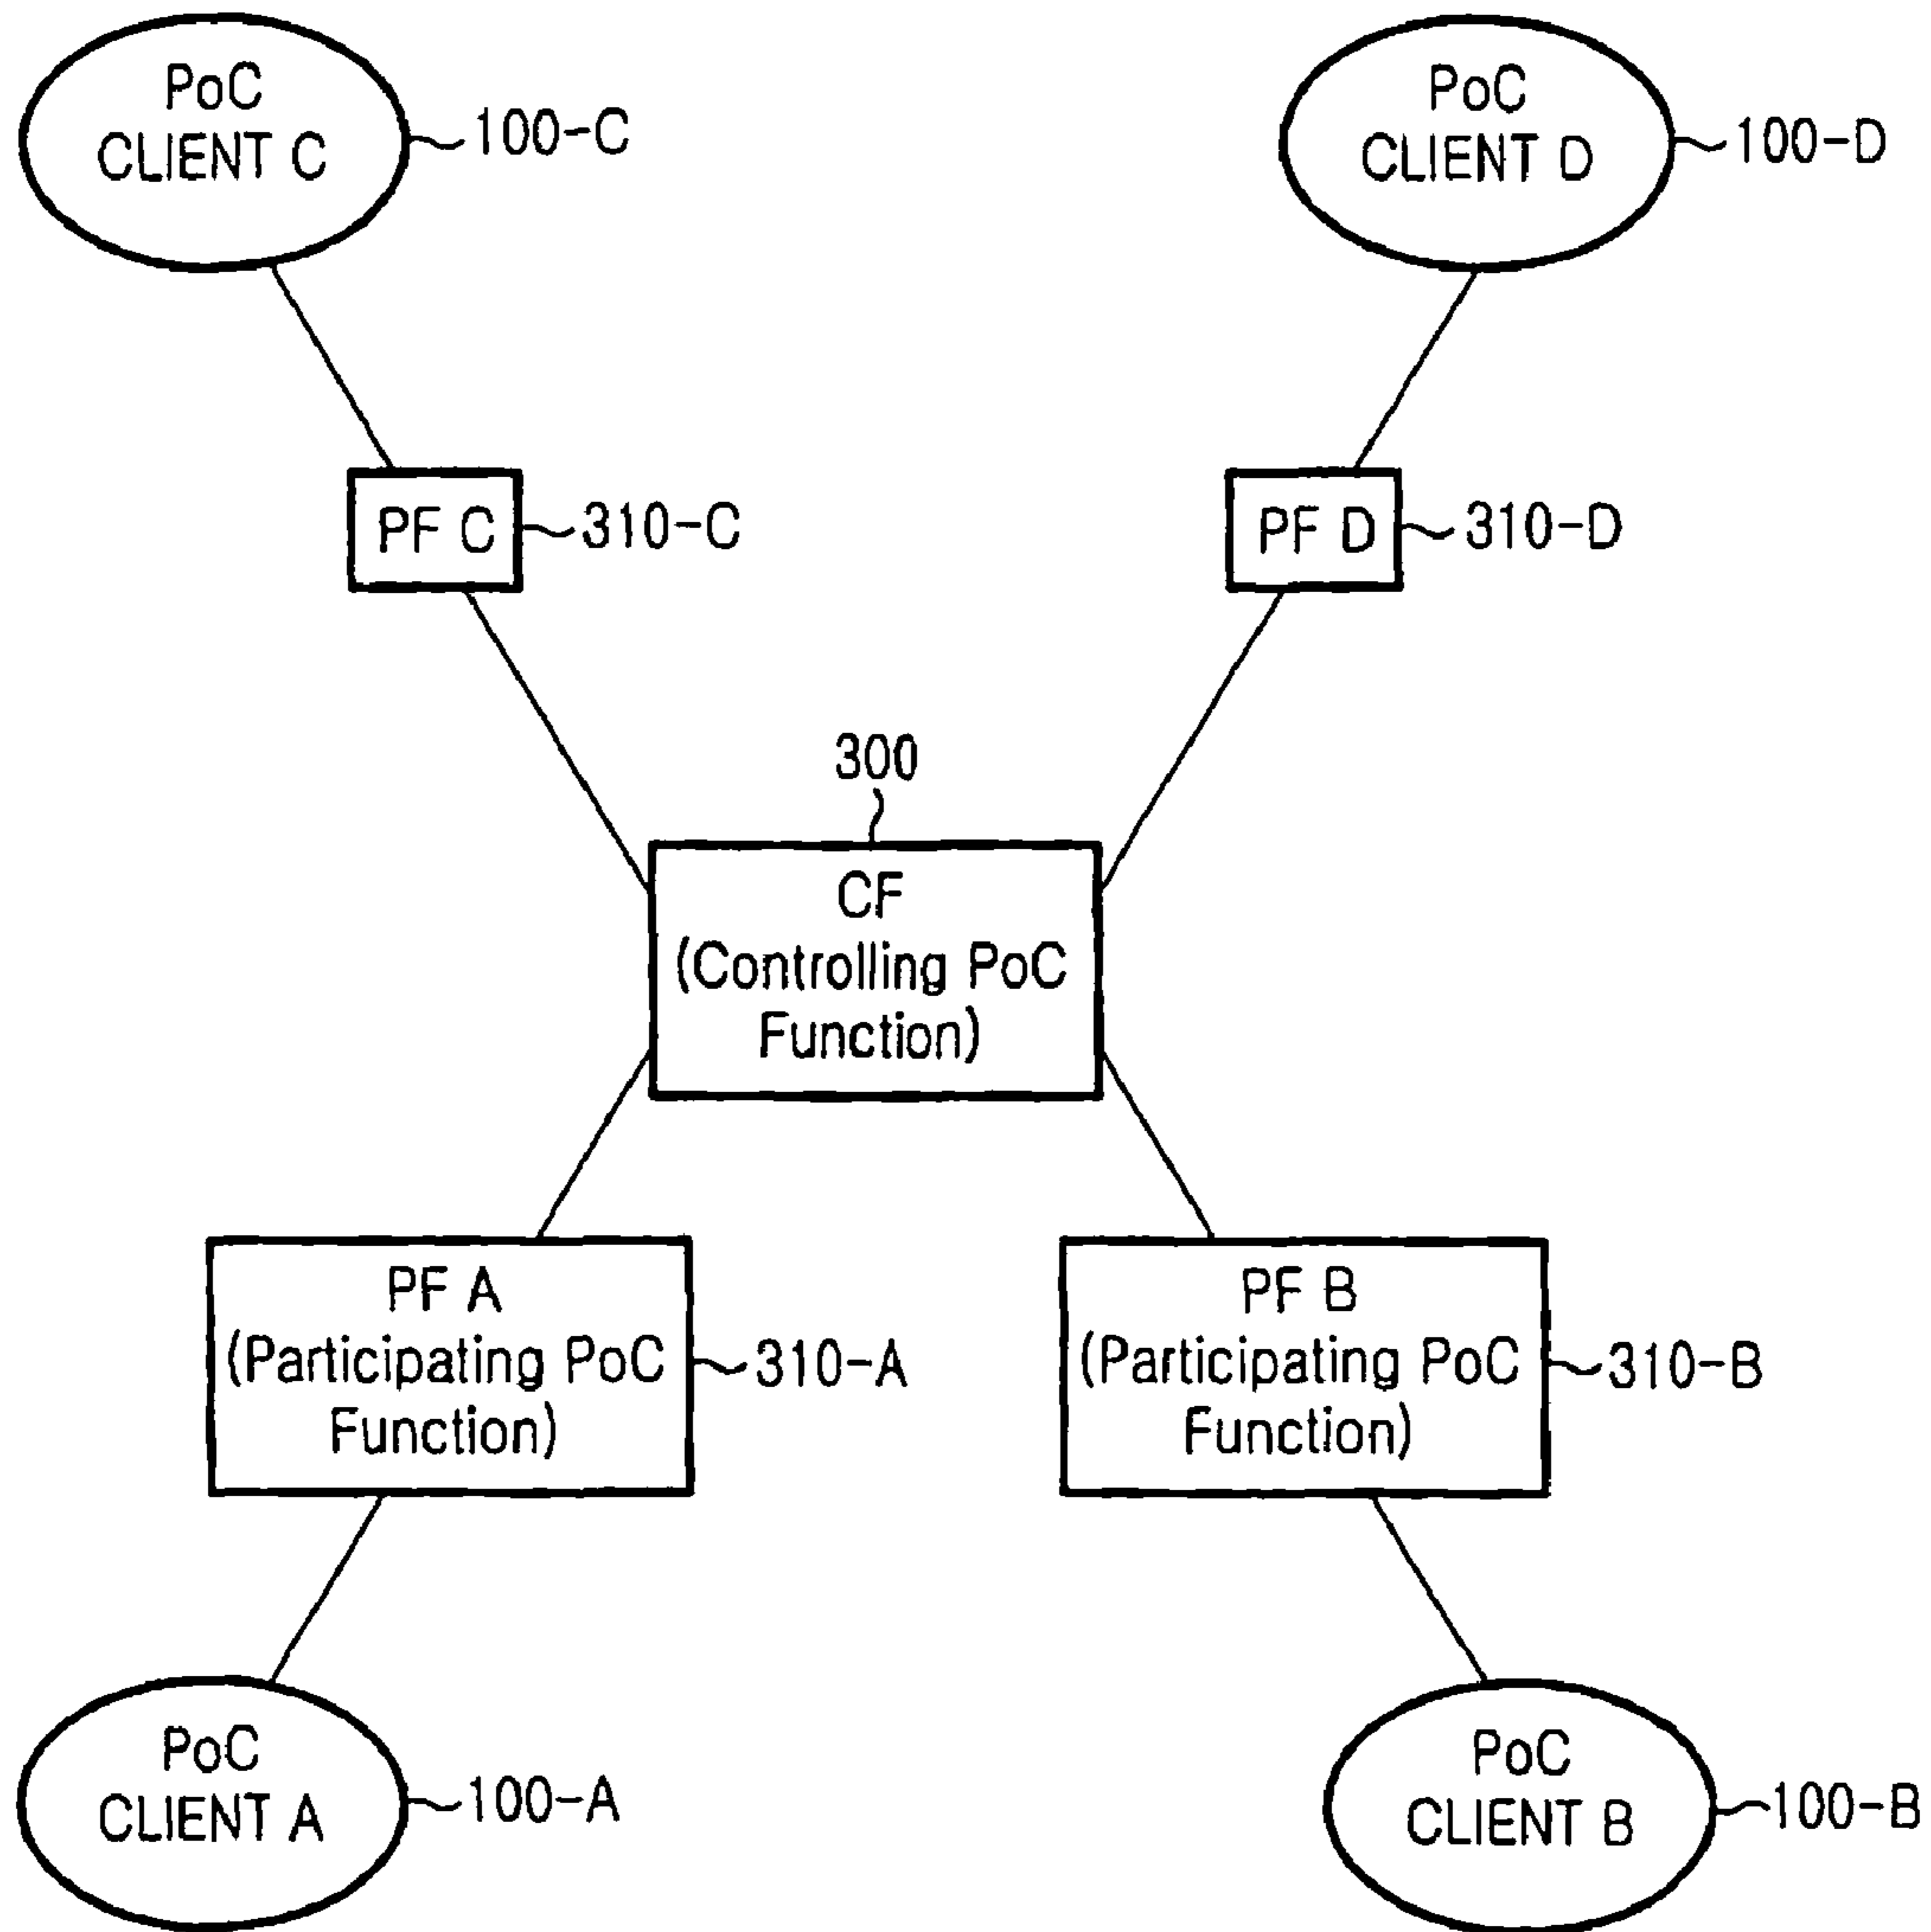 PoC
CLIENT C
100-C
PoC
CLIENT D
100-D
PF C
310-C
PF D
310-D
300
CF
(Controlling PoC
Function)
PF A
(Participating PoC
Function)
310-A
PF B
(Participating PoC
Function)
310-B
PoC
CLIENT A
100-A
PoC
CLIENT B
100-B